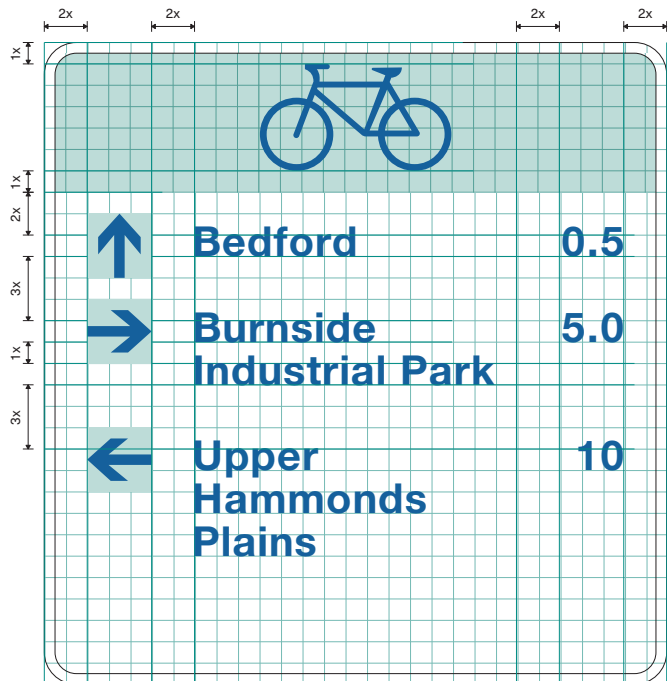 2x 2x 2x 2x
1x
1x
2x
Bedford 0.5
3x
Burnside 5.0
1x
Industrial Park
3x
Upper 10
Hammonds
Plains